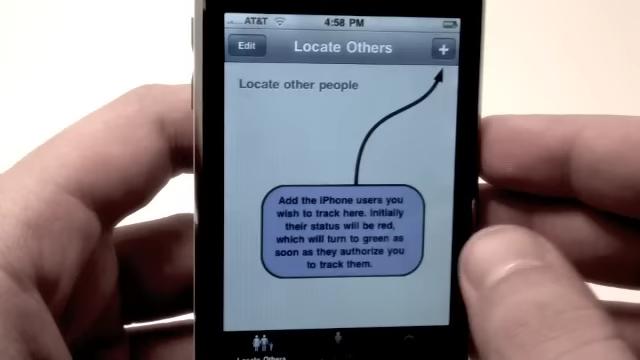 AT&T 4:58 PM
Edit Locate Others +
Locate other people
Add the iPhone users you
wish to track here. Initially
their status will be red,
which will turn to green as
soon as they authorize you
to track them.
Locate Others